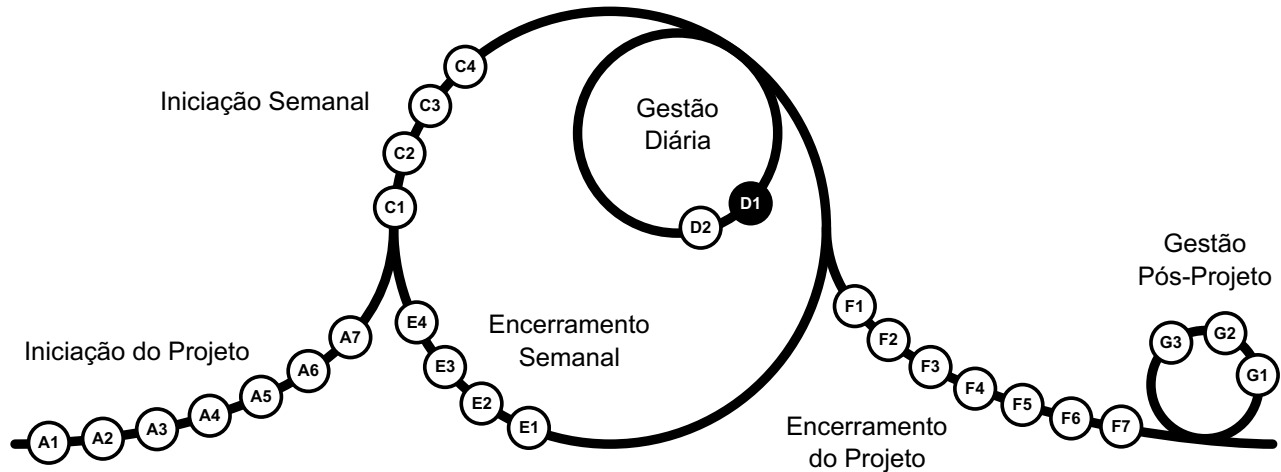 Iniciação do Projeto
A1
A2
A3
A4
A5
A6
A7
Iniciação Semanal
C1
C2
C3
C4
Gestão
Diária
D1
D2
Encerramento
Semanal
E1
E2
E3
E4
Encerramento
do Projeto
F1
F2
F3
F4
F5
F6
F7
Gestão
Pós-Projeto
G1
G2
G3